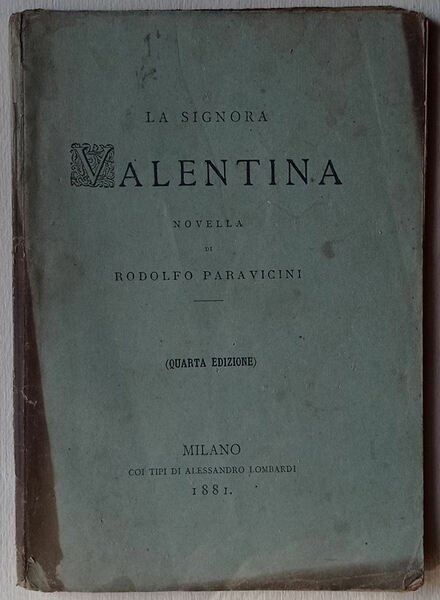 LA SIGNORA
VALENTINA
NOVELLA
DI
RODOLFO PARAVICINI
(QUARTA EDIZIONE)
MILANO
COI TIPI DI ALESSANDRO LOMBARDI
1881.